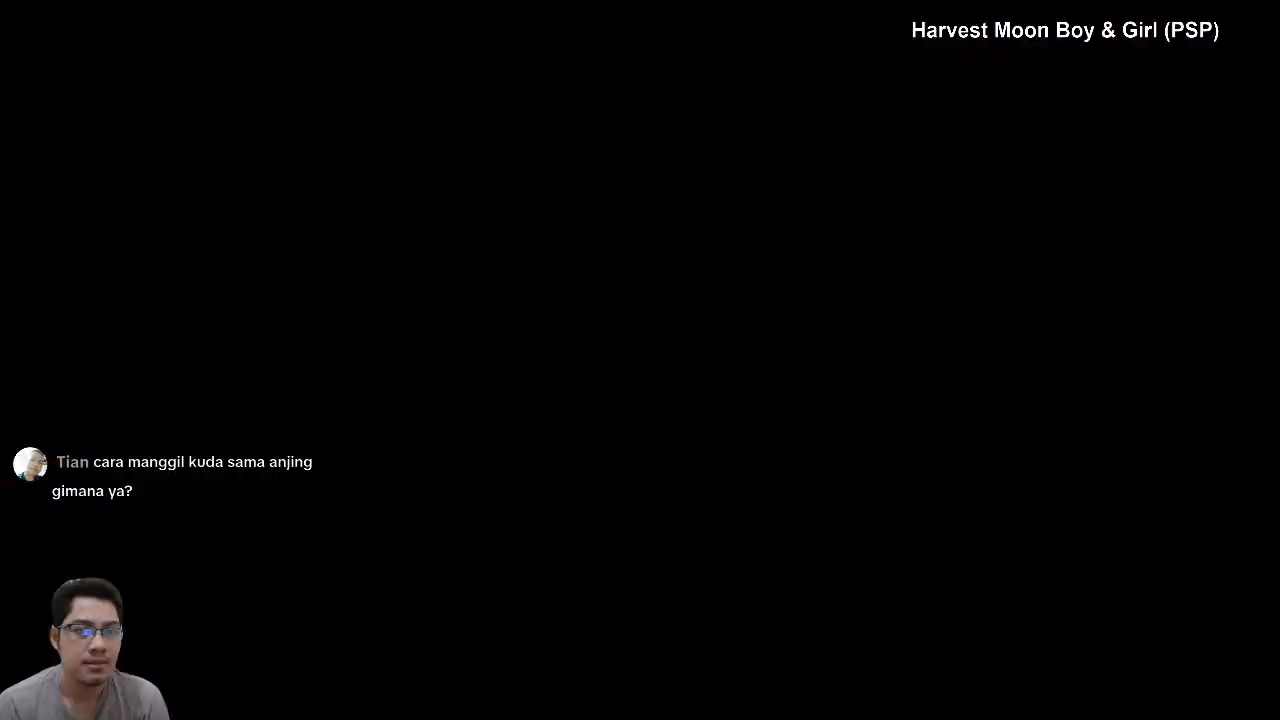 Harvest Moon Boy & Girl (PSP)
Tian cara manggil kuda sama anjing
gimana ya?